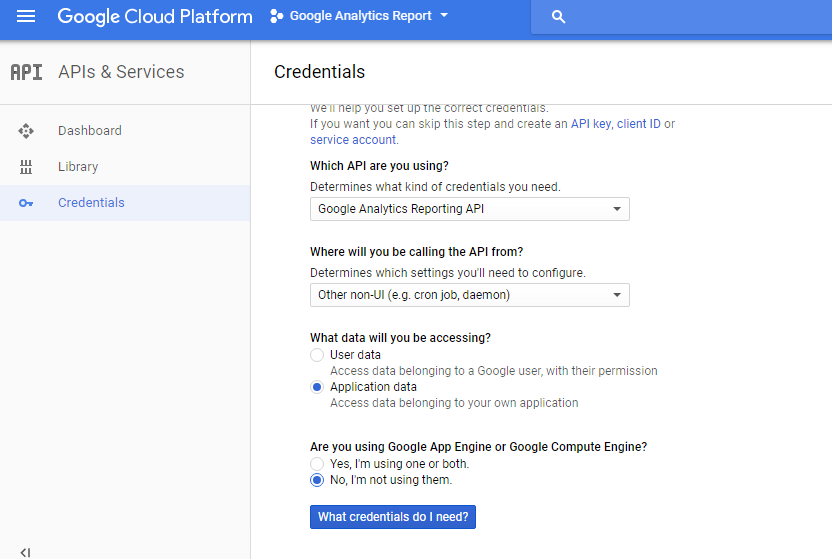 Google Cloud Platform
Google Analytics Report
API
APIs & Services
Credentials
Dashboard
Library
Credentials
We'll help you set up the correct credentials.
If you want you can skip this step and create an API key, client ID or
service account.
Which API are you using?
Determines what kind of credentials you need.
Google Analytics Reporting API
Where will you be calling the API from?
Determines which settings you'll need to configure.
Other non-UI (e.g. cron job, daemon)
What data will you be accessing?
User data
Access data belonging to a Google user, with their permission
Application data
Access data belonging to your own application
Are you using Google App Engine or Google Compute Engine?
Yes, I'm using one or both.
No, I'm not using them.
What credentials do I need?